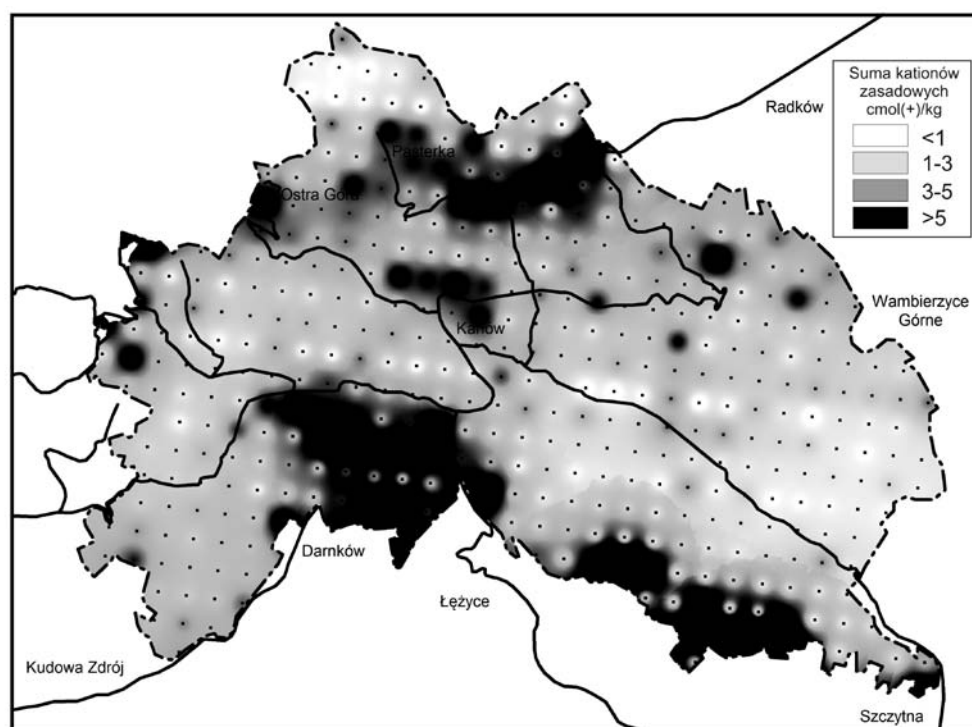 Suma kationów
zasadowych
cmol(+)/kg
<1
1-3
3-5
>5
Radków
Pasterka
Ostra Góra
Wambierzyce
Górne
Karłów
Darnków
Łężyce
Kudowa Zdrój
Szczytna